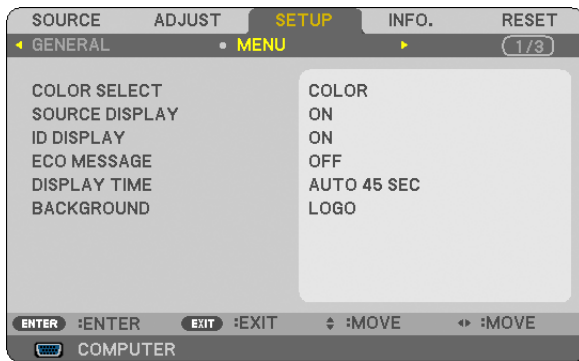 SOURCE ADJUST SETUP INFO. RESET
GENERAL MENU (1/3)
COLOR SELECT COLOR
SOURCE DISPLAY ON
ID DISPLAY ON
ECO MESSAGE OFF
DISPLAY TIME AUTO 45 SEC
BACKGROUND LOGO
ENTER :ENTER EXIT :EXIT :MOVE :MOVE
COMPUTER